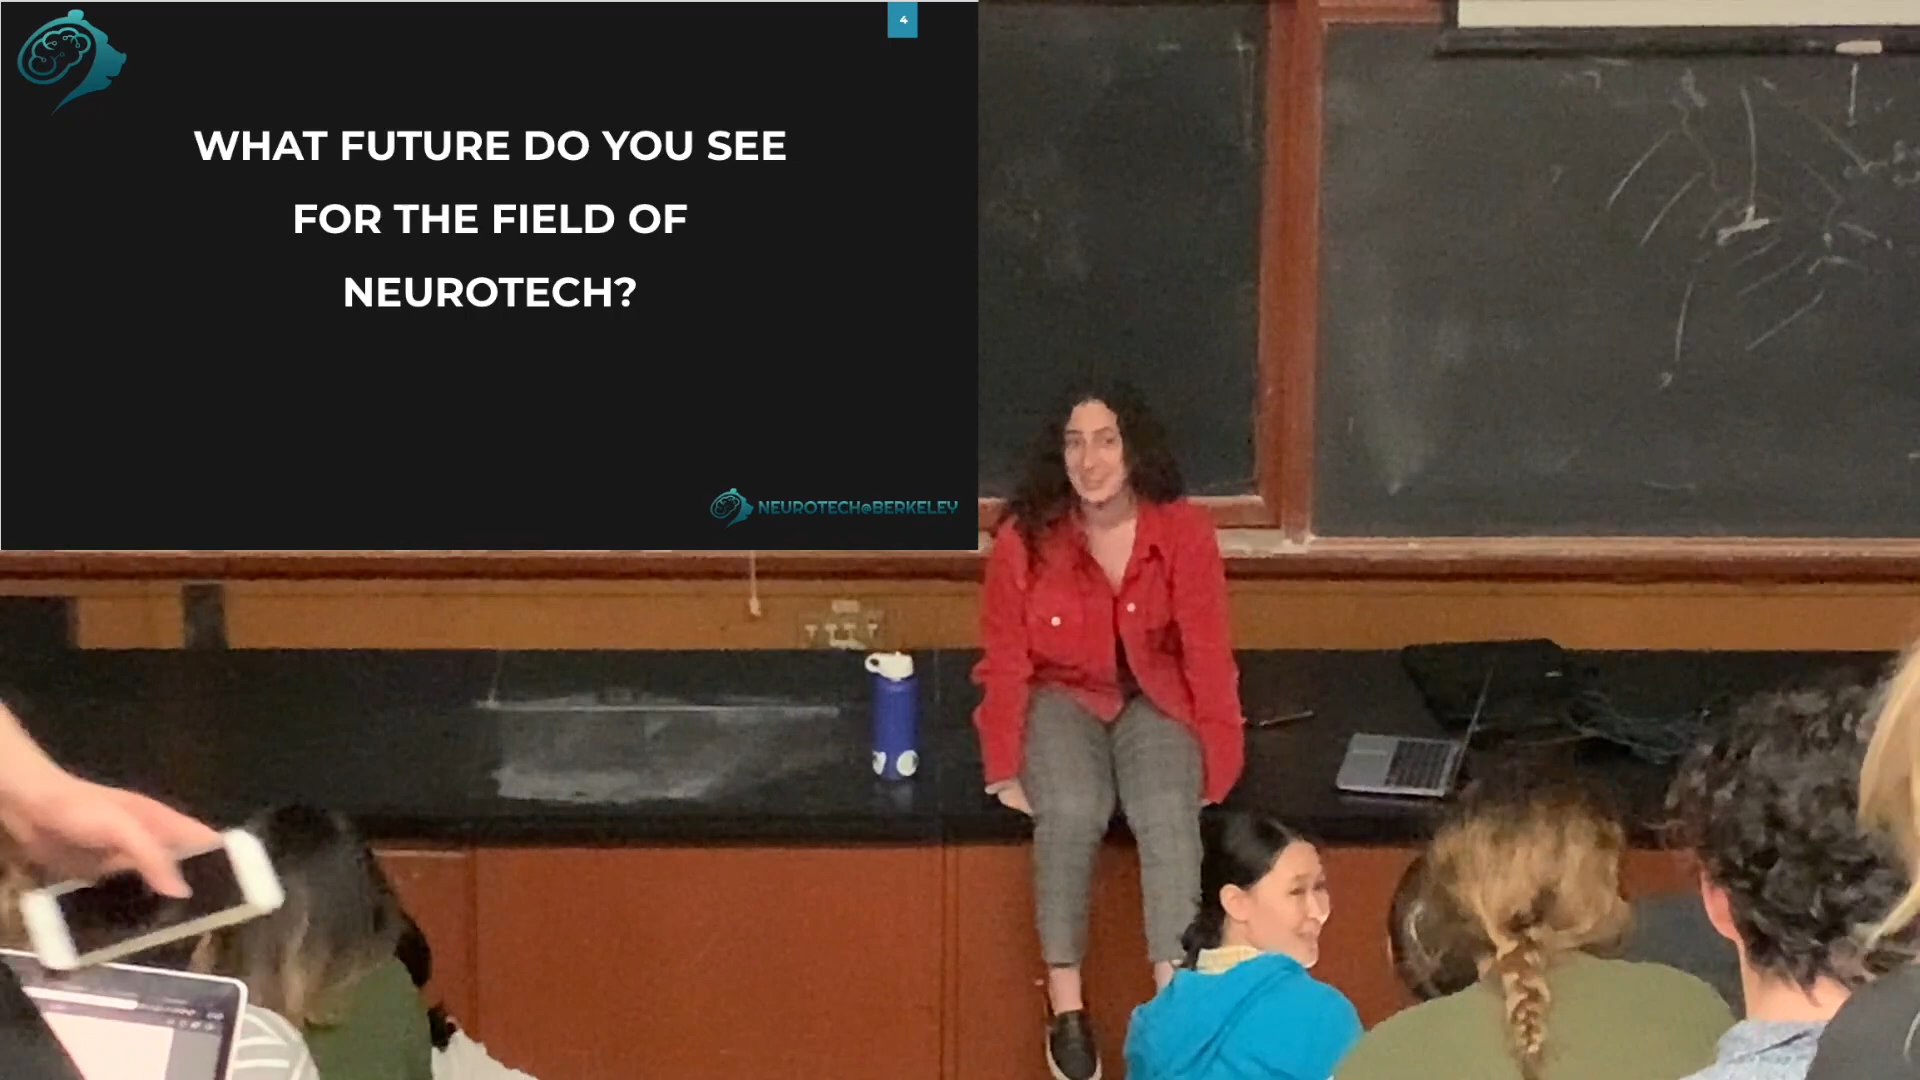 4
WHAT FUTURE DO YOU SEE
FOR THE FIELD OF
NEUROTECH?
NEUROTECH@BERKELEY